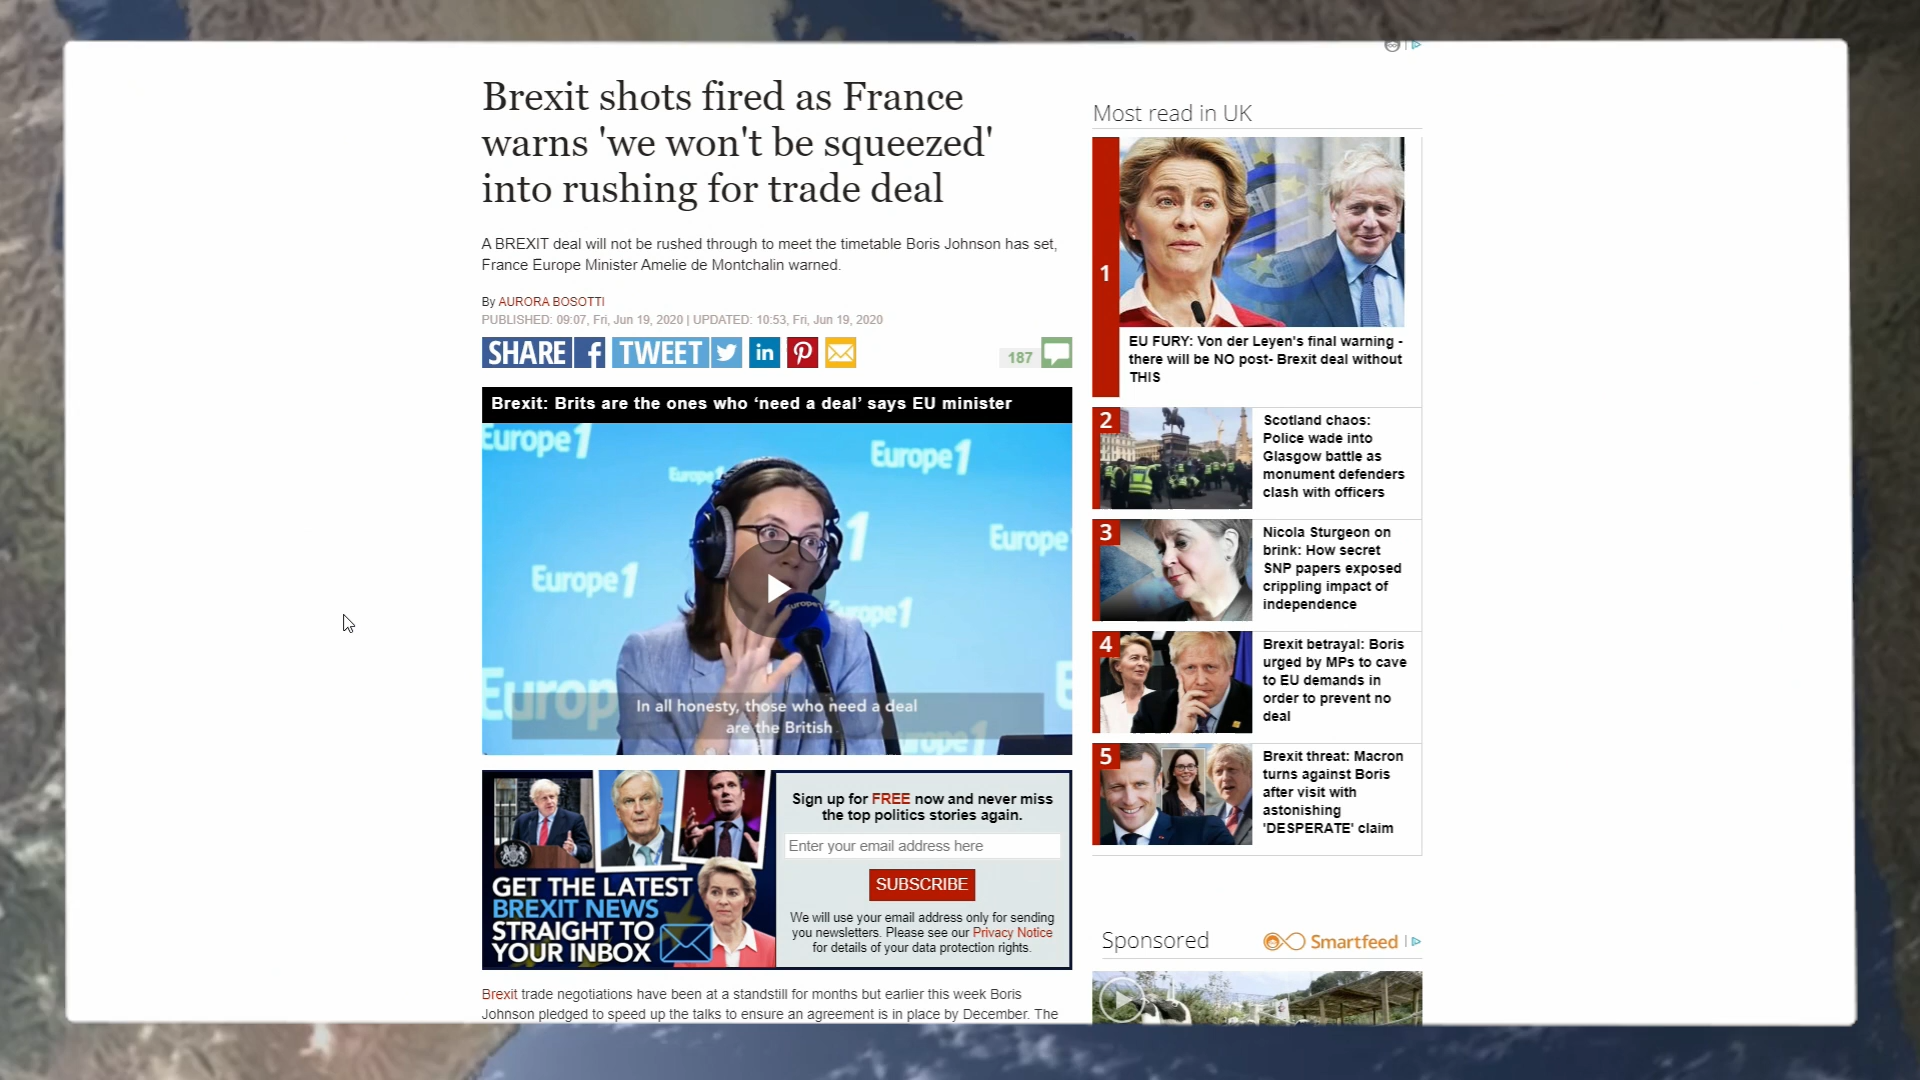 Brexit shots fired as France
warns 'we won't be squeezed'
into rushing for trade deal
A BREXIT deal will not be rushed through to meet the timetable Boris Johnson has set,
France Europe Minister Amelie de Montchalin warned.
By AURORA BOSOTTI
PUBLISHED: 09:07, Fri, Jun 19, 2020 | UPDATED: 10:53, Fri, Jun 19, 2020
SHARE f TWEET in
187
Brexit: Brits are the ones who ‘need a deal’ says EU minister
Europe 1
Europe 1
Europe1
1
Europe
Europe 1
europe
europe 1
Europ
E
europe 1
In all honesty, those who need a deal
are the British
GET THE LATEST
BREXIT NEWS
STRAIGHT TO
YOUR INBOX
Sign up for FREE now and never miss
the top politics stories again.
Enter your email address here
SUBSCRIBE
We will use your email address only for sending
you newsletters. Please see our Privacy Notice
for details of your data protection rights.
Brexit trade negotiations have been at a standstill for months but earlier this week Boris
Johnson pledged to speed up the talks to ensure an agreement is in place by December. The
Most read in UK
1
EU FURY: Von der Leyen's final warning -
there will be NO post- Brexit deal without
THIS
2
Scotland chaos:
Police wade into
Glasgow battle as
monument defenders
clash with officers
3
Nicola Sturgeon on
brink: How secret
SNP papers exposed
crippling impact of
independence
4
Brexit betrayal: Boris
urged by MPs to cave
to EU demands in
order to prevent no
deal
5
Brexit threat: Macron
turns against Boris
after visit with
astonishing
'DESPERATE' claim
Sponsored
Smartfeed